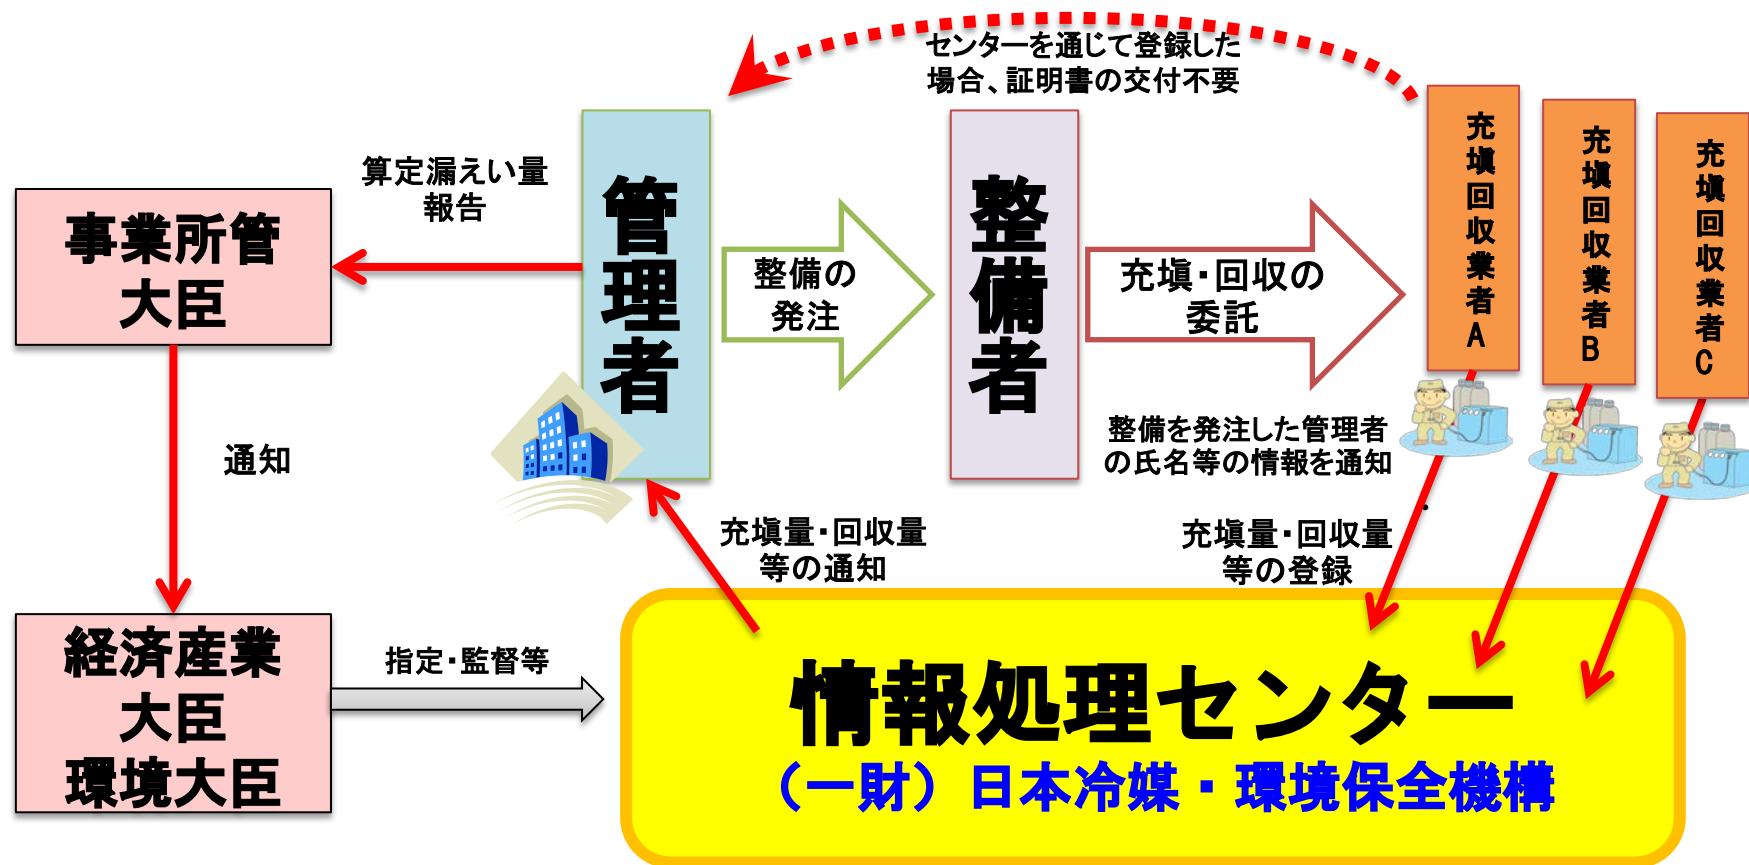 センターを通じて登録した
場合、証明書の交付不要
算定漏えい量
報告
事業所管
大臣
管理者
整備の
発注
整備者
充塡・回収の
委託
充塡回収業者A
充塡回収業者B
充塡回収業者C
整備を発注した管理者
の氏名等の情報を通知
通知
充塡量・回収量
等の通知
充塡量・回収量
等の登録
経済産業
大臣
環境大臣
指定・監督等
情報処理センター
（一財）日本冷媒・環境保全機構